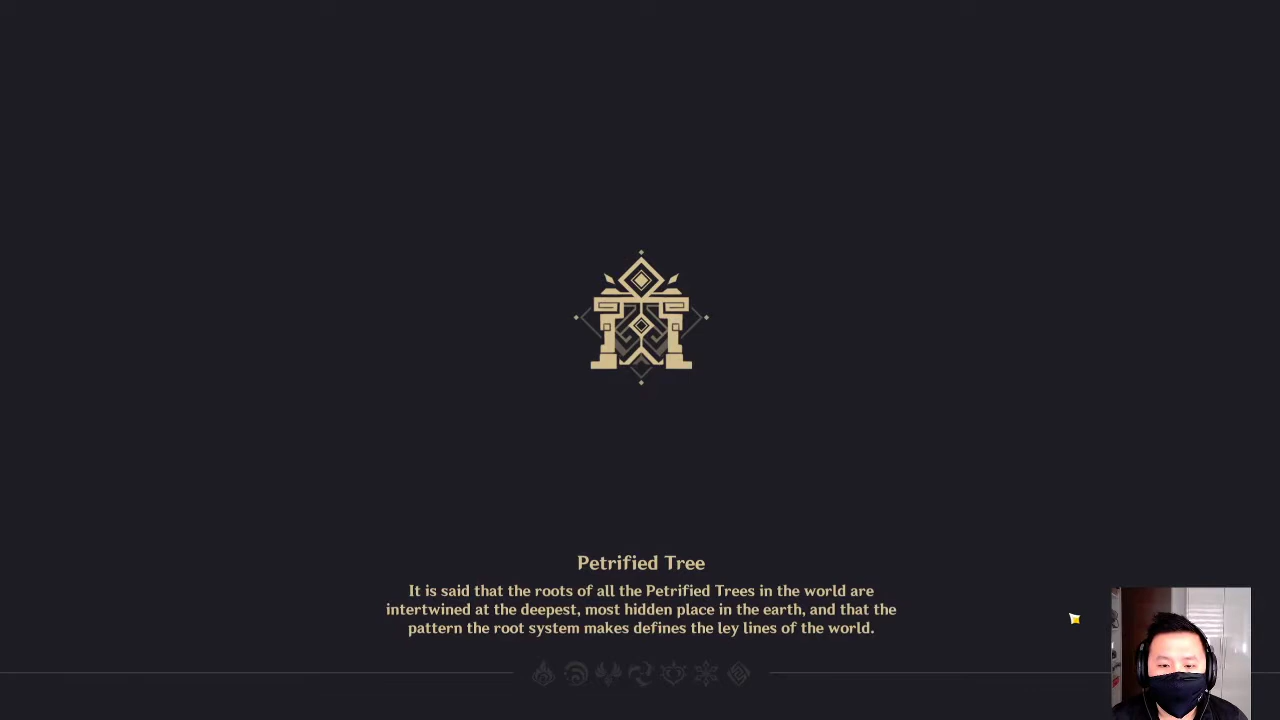 Petrified Tree
It is said that the roots of all the Petrified Trees in the world are
intertwined at the deepest, most hidden place in the earth, and that the
pattern the root system makes defines the ley lines of the world.